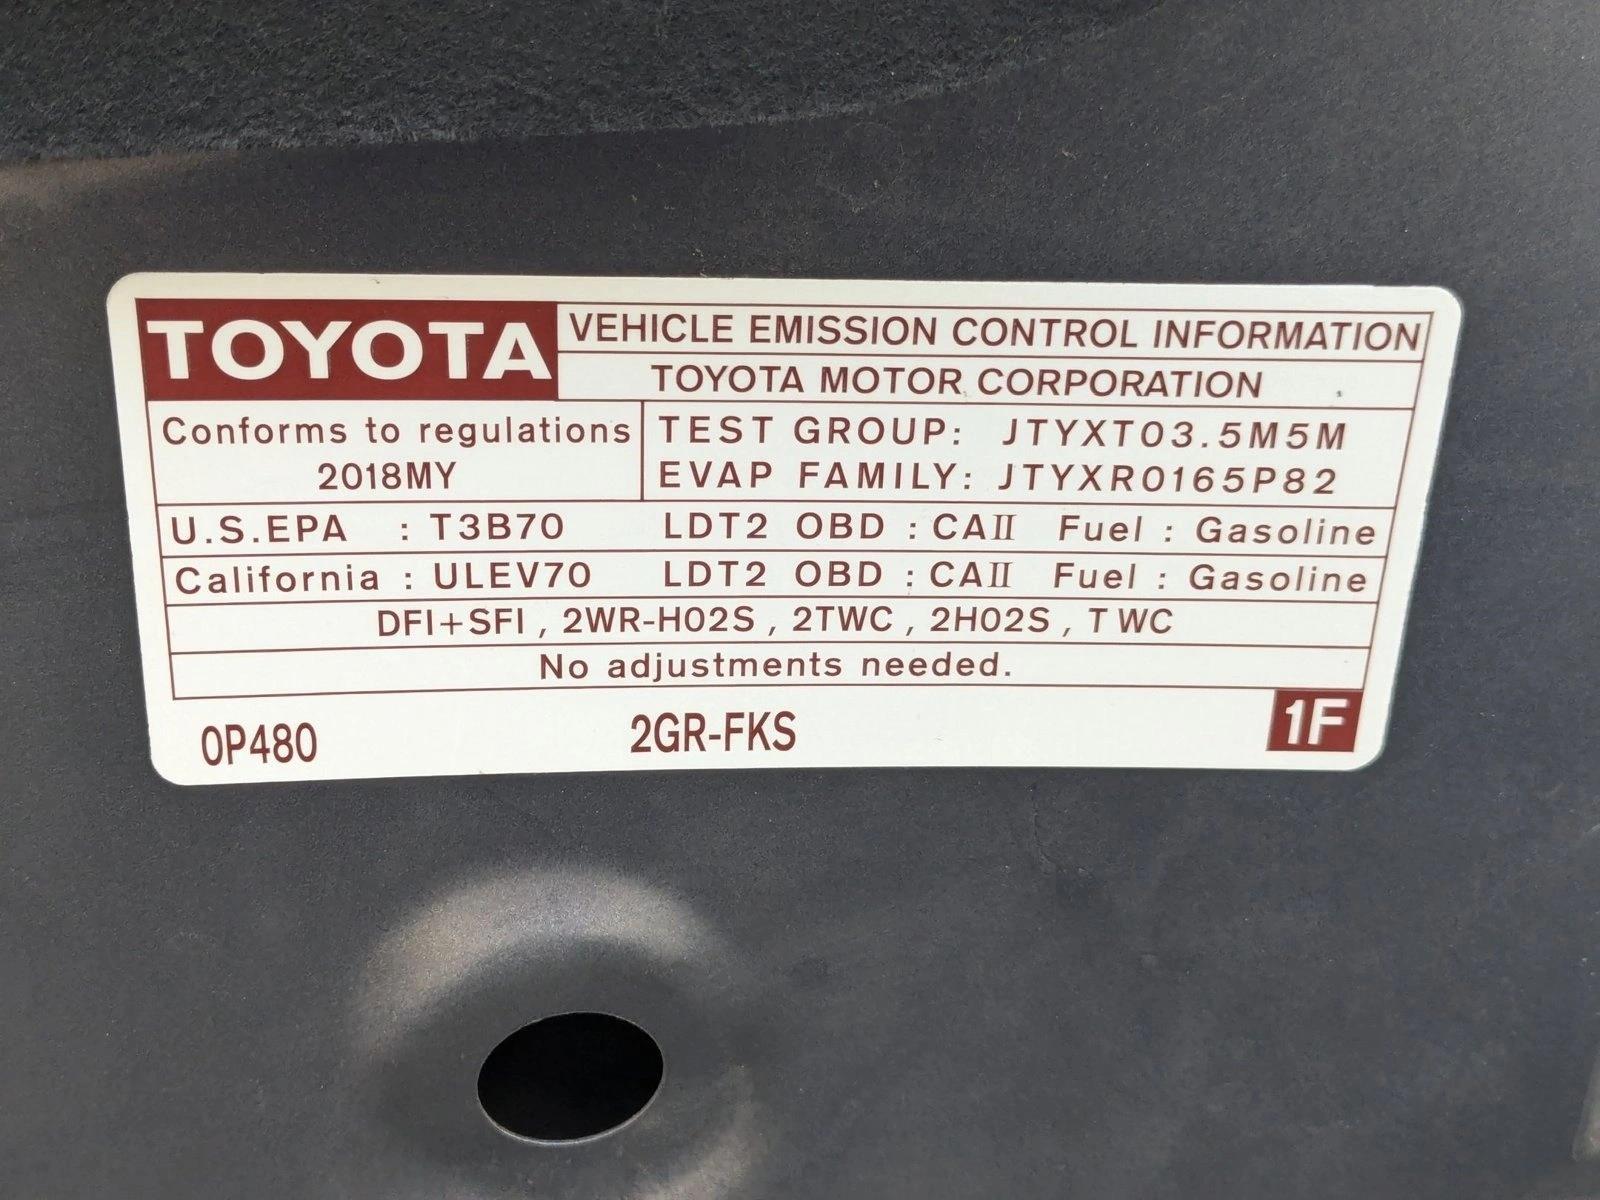 TOYOTA
VEHICLE EMISSION CONTROL INFORMATION
TOYOTA MOTOR CORPORATION
Conforms to regulations
2018MY
TEST GROUP: JTYXT03.5M5M
EVAP FAMILY: JTYXR0165P82
U.S.EPA : T3B70 LDT2 OBD : CAII Fuel : Gasoline
California : ULEV70 LDT2 OBD : CAII Fuel : Gasoline
DFI+SFI , 2WR-HO2S , 2TWC , 2HO2S , TWC
No adjustments needed.
0P480 2GR-FKS 1F